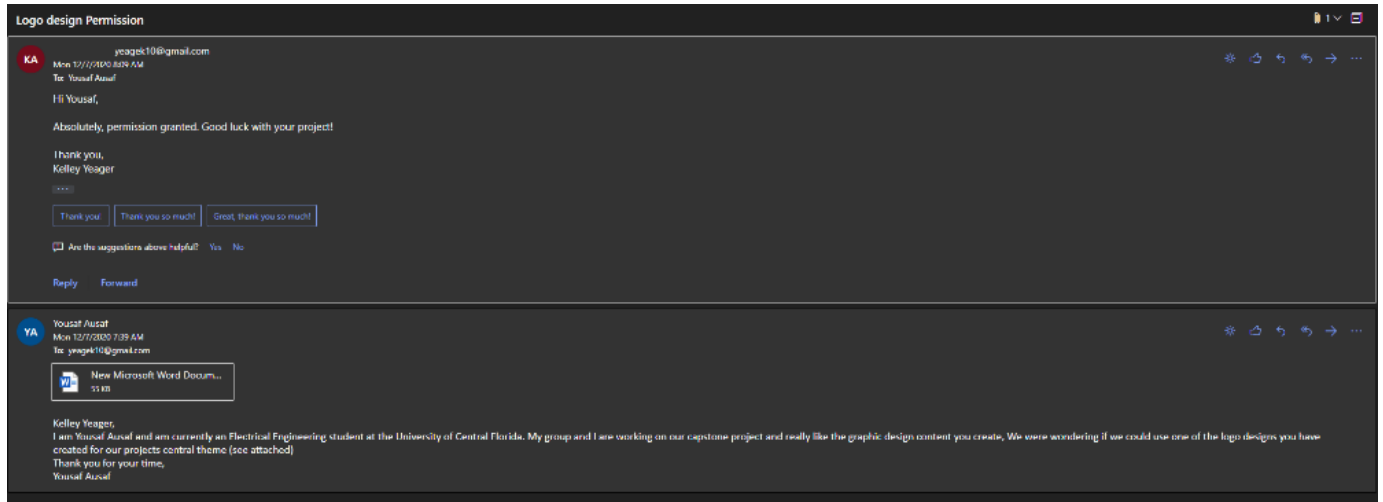 Logo design Permission
1
KA
yeagek10@gmail.com
Mon 12/7/2020 8:09 AM
To: Yousaf Ausaf
Hi Yousaf,
Absolutely, permission granted. Good luck with your project!
Thank you,
Kelley Yeager
...
Thank you! Thank you so much! Great, thank you so much!
Are the suggestions above helpful? Yes No
Reply Forward
YA
Yousaf Ausaf
Mon 12/7/2020 7:39 AM
To: yeagek10@gmail.com
New Microsoft Word Docum...
55 KB
Kelley Yeager,
I am Yousaf Ausaf and am currently an Electrical Engineering student at the University of Central Florida. My group and I are working on our capstone project and really like the graphic design content you create, We were wondering if we could use one of the logo designs you have
created for our projects central theme (see attached)
Thank you for your time,
Yousaf Ausaf